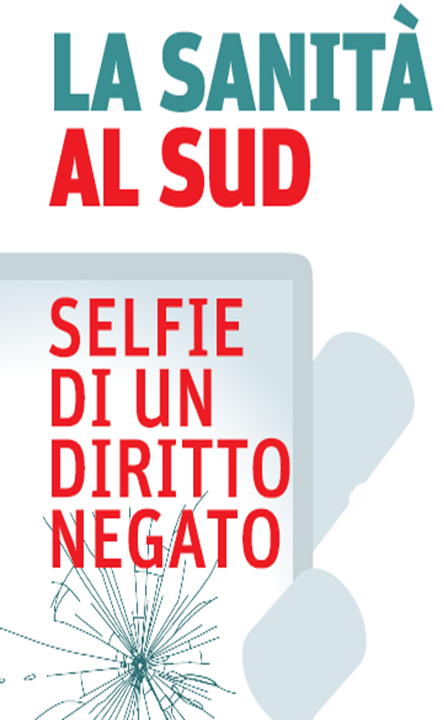 LA SANITÀ
AL SUD
SELFIE
DI UN
DIRITTO
NEGATO